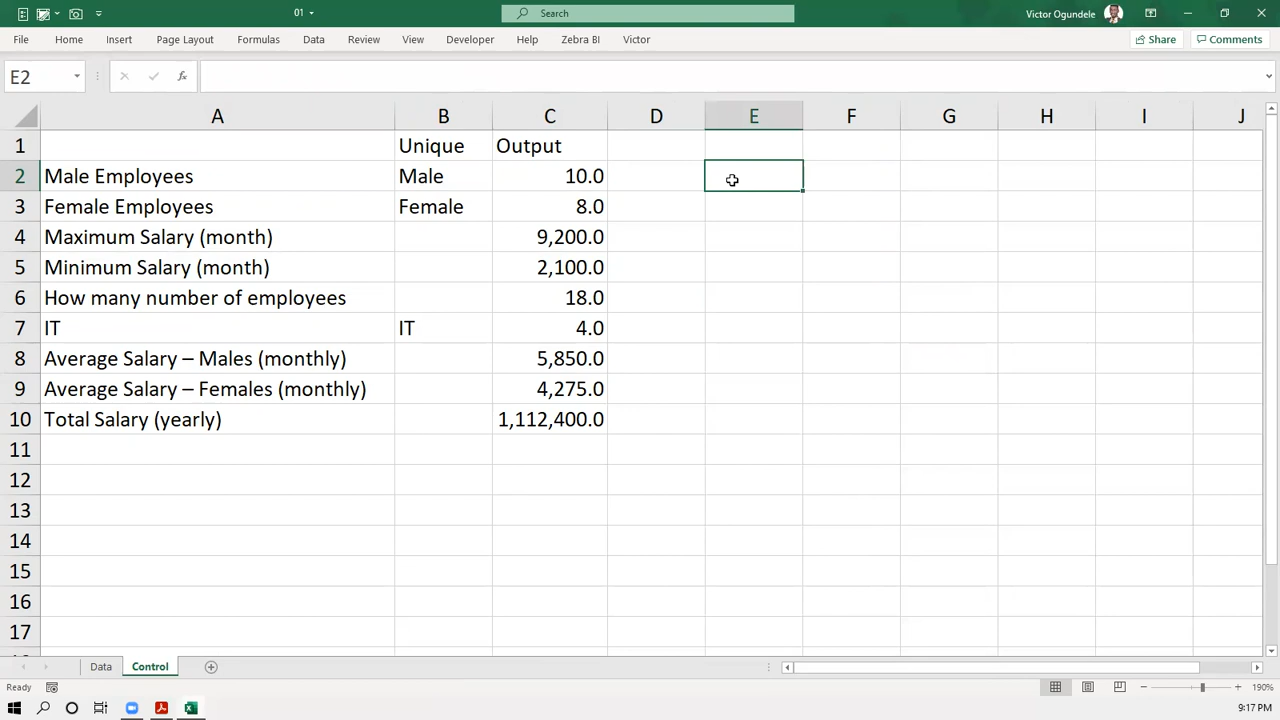 01
Search
Victor Ogundele
File Home Insert Page Layout Formulas Data Review View Developer Help Zebra BI Victor Share Comments
E2 fx
A B C D E F G H I J
1 Unique Output
2 Male Employees Male 10.0
3 Female Employees Female 8.0
4 Maximum Salary (month) 9,200.0
5 Minimum Salary (month) 2,100.0
6 How many number of employees 18.0
7 IT IT 4.0
8 Average Salary – Males (monthly) 5,850.0
9 Average Salary – Females (monthly) 4,275.0
10 Total Salary (yearly) 1,112,400.0
11
12
13
14
15
16
17
Data Control
Ready 190%
9:17 PM